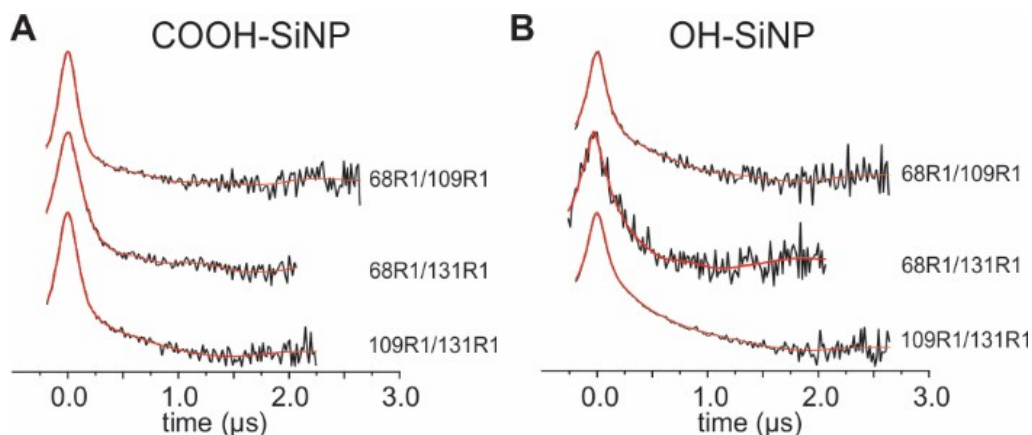 A COOH-SiNP
68R1/109R1
68R1/131R1
109R1/131R1
0.0 1.0 2.0 3.0
time (µs)
B OH-SiNP
68R1/109R1
68R1/131R1
109R1/131R1
0.0 1.0 2.0 3.0
time (µs)